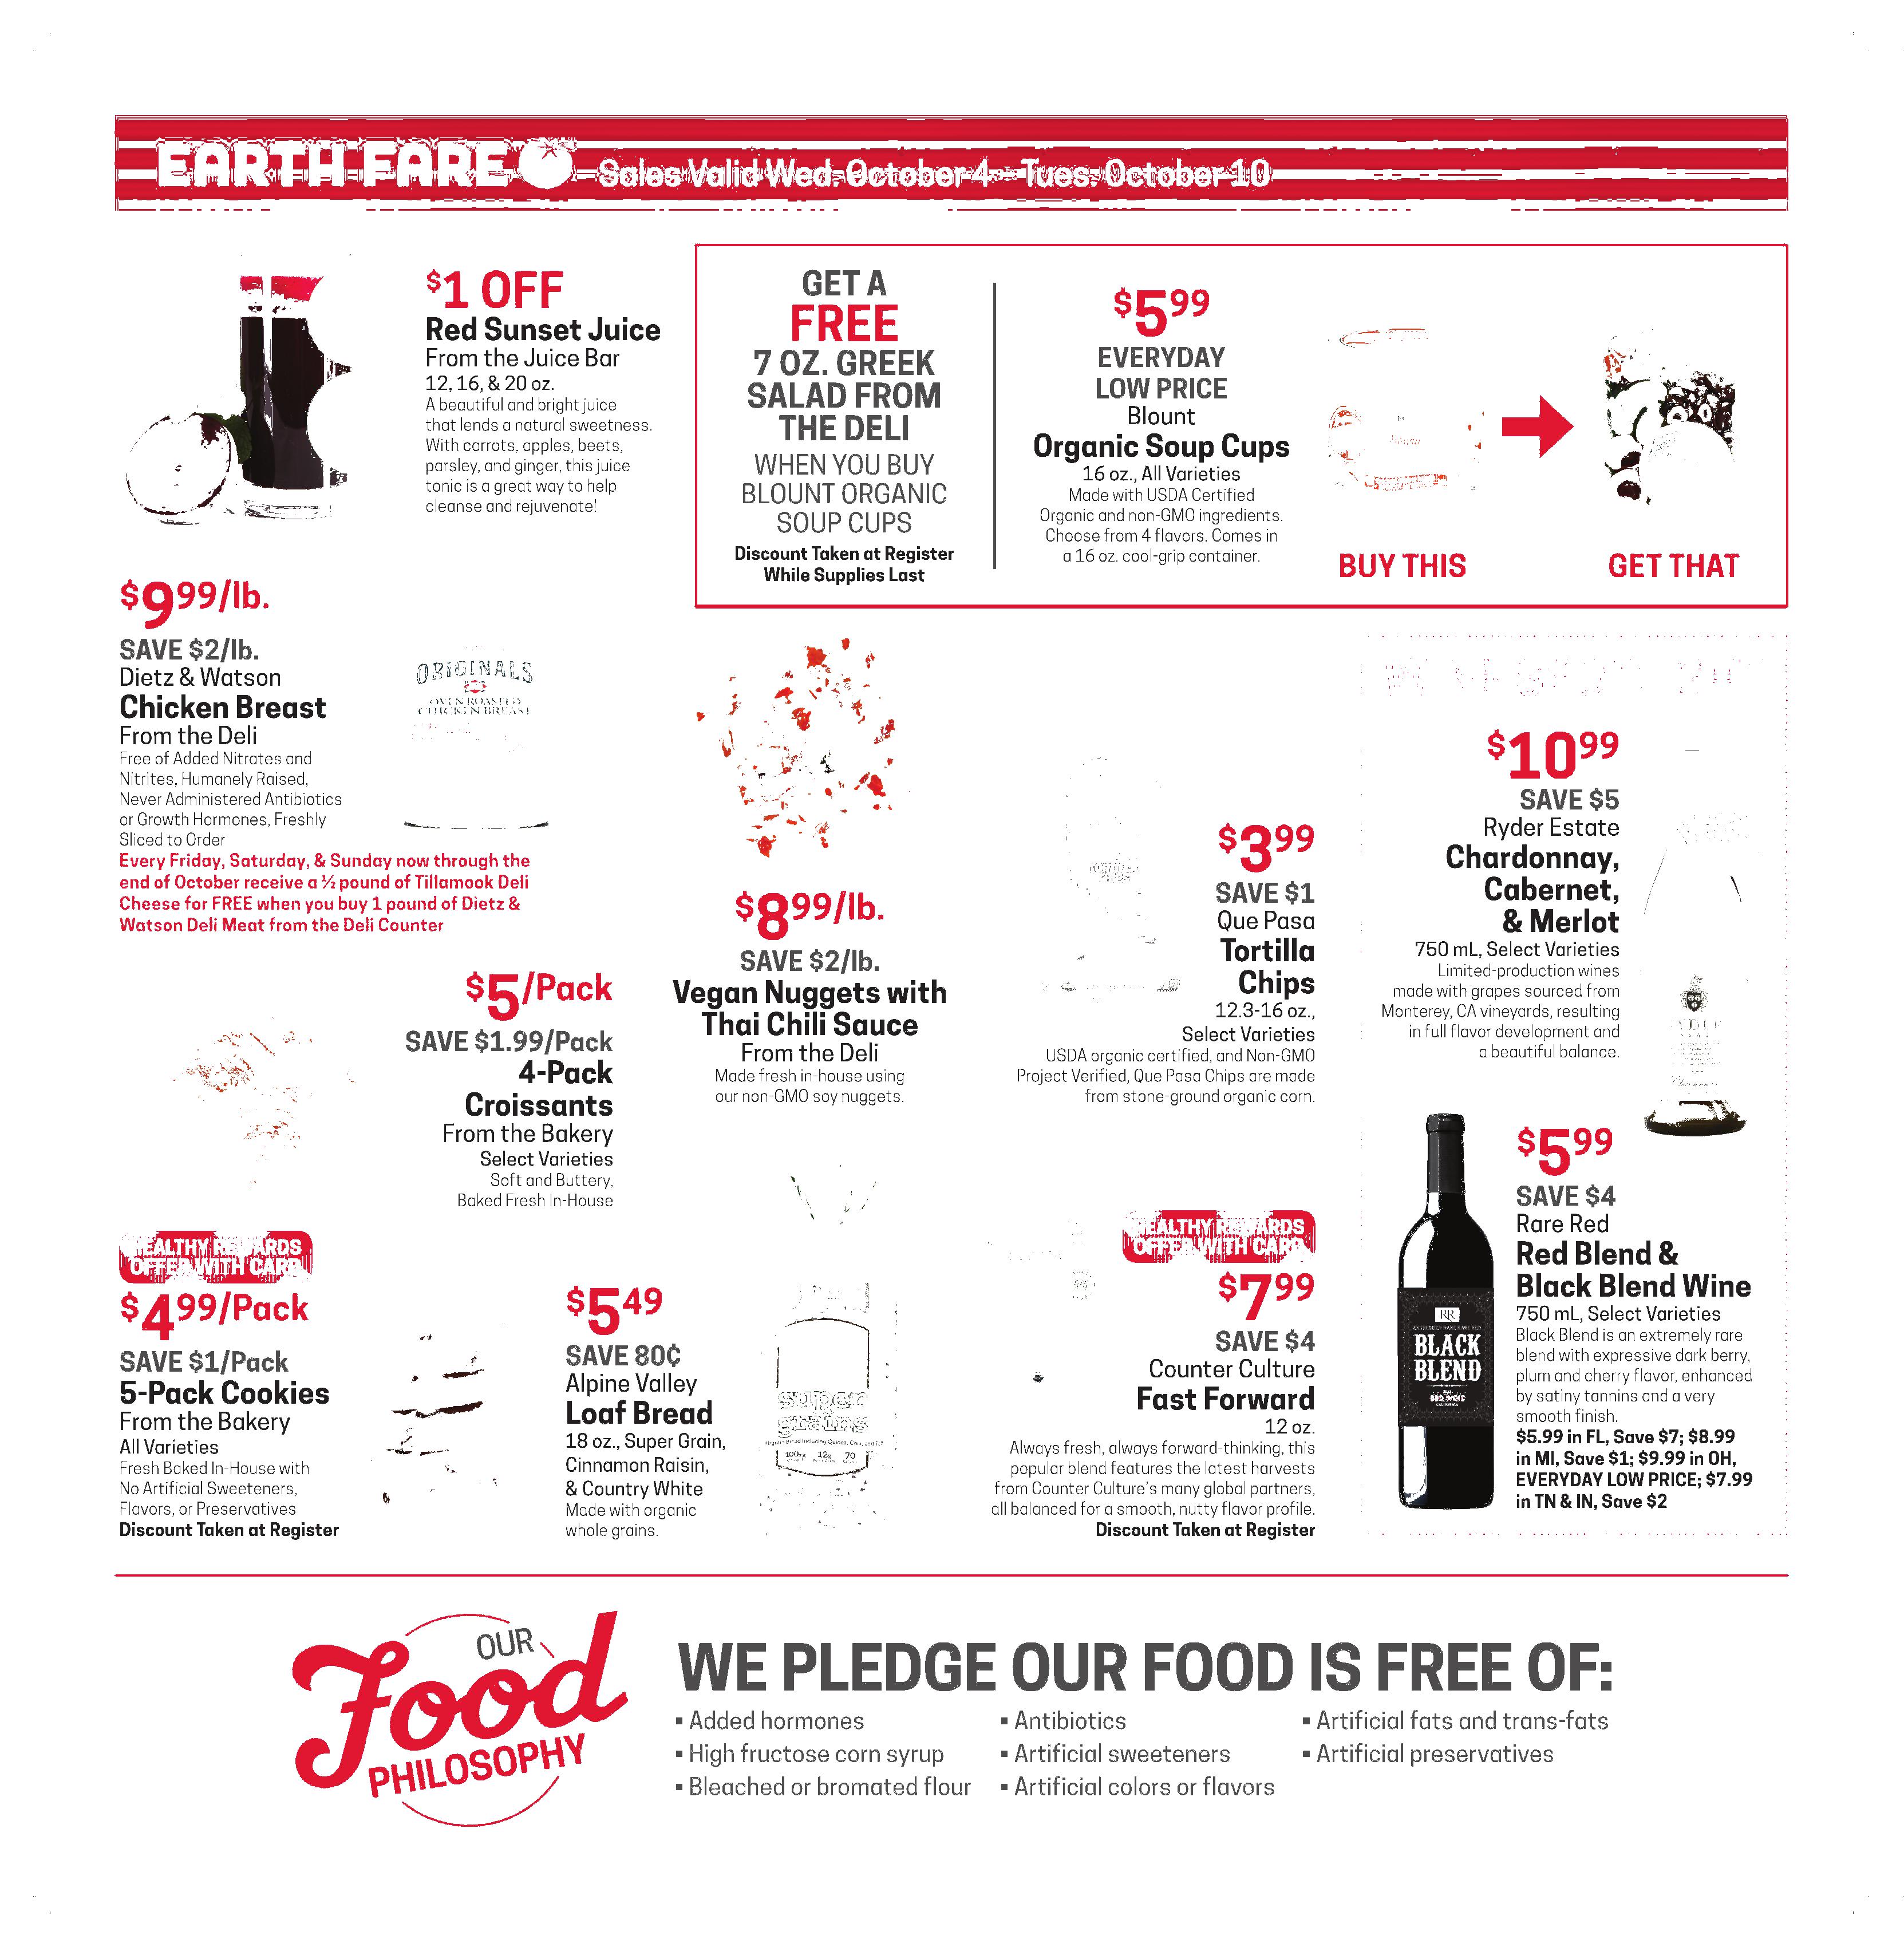 EARTH FARE Sales Valid Wed. October 4 - Tues. October 10
$1 OFF
Red Sunset Juice
From the Juice Bar
12, 16, & 20 oz.
A beautiful and bright juice
that lends a natural sweetness.
With carrots, apples, beets,
parsley, and ginger, this juice
tonic is a great way to help
cleanse and rejuvenate!
GET A
FREE
7 OZ. GREEK
SALAD FROM
THE DELI
WHEN YOU BUY
BLOUNT ORGANIC
SOUP CUPS
Discount Taken at Register
While Supplies Last
$5.99
EVERYDAY
LOW PRICE
Blount
Organic Soup Cups
16 oz., All Varieties
Made with USDA Certified
Organic and non-GMO ingredients.
Choose from 4 flavors. Comes in
a 16 oz. cool-grip container.
BUY THIS
GET THAT
$9.99/lb.
SAVE $2/lb.
Dietz & Watson
Chicken Breast
From the Deli
Free of Added Nitrates and
Nitrites, Humanely Raised,
Never Administered Antibiotics
or Growth Hormones, Freshly
Sliced to Order
Every Friday, Saturday, & Sunday now through the
end of October receive a ½ pound of Tillamook Deli
Cheese for FREE when you buy 1 pound of Dietz &
Watson Deli Meat from the Deli Counter
ORIGINALS
OVEN ROASTED
CHICKEN BREAST
$5/Pack
SAVE $1.99/Pack
4-Pack
Croissants
From the Bakery
Select Varieties
Soft and Buttery,
Baked Fresh In-House
$8.99/lb.
SAVE $2/lb.
Vegan Nuggets with
Thai Chili Sauce
From the Deli
Made fresh in-house using
our non-GMO soy nuggets.
$3.99
SAVE $1
Que Pasa
Tortilla
Chips
12.3-16 oz.,
Select Varieties
USDA organic certified, and Non-GMO
Project Verified, Que Pasa Chips are made
from stone-ground organic corn.
$10.99
SAVE $5
Ryder Estate
Chardonnay,
Cabernet,
& Merlot
750 mL, Select Varieties
Limited-production wines
made with grapes sourced from
Monterey, CA vineyards, resulting
in full flavor development and
a beautiful balance.
HEALTHY REWARDS
OFFER WITH CARD
$4.99/Pack
SAVE $1/Pack
5-Pack Cookies
From the Bakery
All Varieties
Fresh Baked In-House with
No Artificial Sweeteners,
Flavors, or Preservatives
Discount Taken at Register
$5.49
SAVE 80¢
Alpine Valley
Loaf Bread
18 oz., Super Grain,
Cinnamon Raisin,
& Country White
Made with organic
whole grains.
super
grains
100mg 12g 70
HEALTHY REWARDS
OFFER WITH CARD
$7.99
SAVE $4
Counter Culture
Fast Forward
12 oz.
Always fresh, always forward-thinking, this
popular blend features the latest harvests
from Counter Culture's many global partners,
all balanced for a smooth, nutty flavor profile.
Discount Taken at Register
RR
BLACK
BLEND
$5.99
SAVE $4
Rare Red
Red Blend &
Black Blend Wine
750 mL, Select Varieties
Black Blend is an extremely rare
blend with expressive dark berry,
plum and cherry flavor, enhanced
by satiny tannins and a very
smooth finish.
$5.99 in FL, Save $7; $8.99
in MI, Save $1; $9.99 in OH,
EVERYDAY LOW PRICE; $7.99
in TN & IN, Save $2
OUR
Food
PHILOSOPHY
WE PLEDGE OUR FOOD IS FREE OF:
▪ Added hormones
▪ High fructose corn syrup
▪ Bleached or bromated flour
▪ Antibiotics
▪ Artificial sweeteners
▪ Artificial colors or flavors
▪ Artificial fats and trans-fats
▪ Artificial preservatives